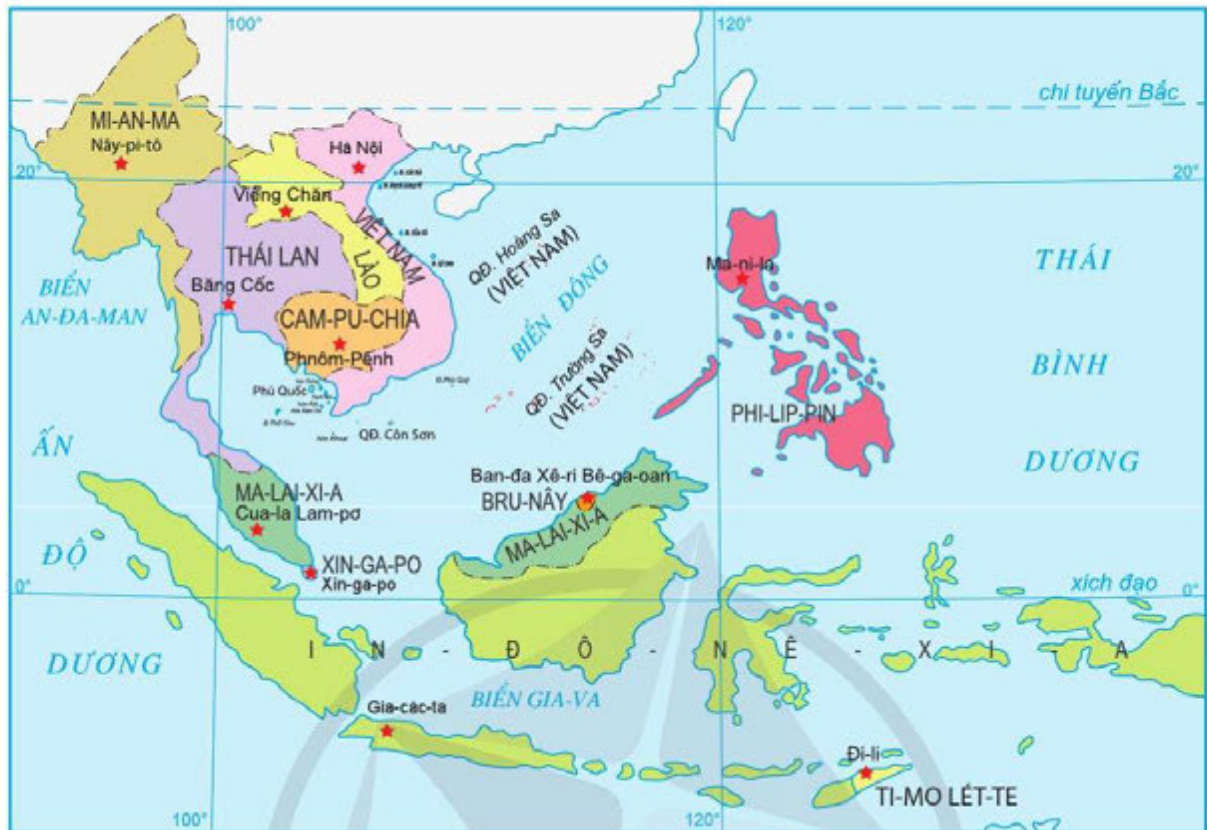 100°
120°
chí tuyến Bắc
MI-AN-MA
Nây-pi-tô
Hà Nội
20°
20°
Viêng Chăn
VIỆT NAM
THÁI LAN
LÀO
QĐ. Hoàng Sa
(VIỆT NAM)
Ma-ni-la
THÁI
BIỂN
AN-ĐA-MAN
Băng Cốc
BIỂN ĐÔNG
CAM-PU-CHIA
Phnôm-Pênh
BÌNH
QĐ. Trường Sa
(VIỆT NAM)
Phú Quốc
PHI-LIP-PIN
QĐ. Côn Sơn
ẤN
DƯƠNG
Ban-đa Xê-ri Bê-ga-oan
BRU-NÂY
MA-LAI-XI-A
Cua-la Lam-pơ
MA-LAI-XI-A
ĐỘ
XIN-GA-PO
Xin-ga-po
xích đạo
0°
0°
DƯƠNG
IN-ĐÔ-NÊ-XI-A
BIỂN GIA-VA
Gia-các-ta
Đi-li
TI-MO LÉT-TE
100°
120°